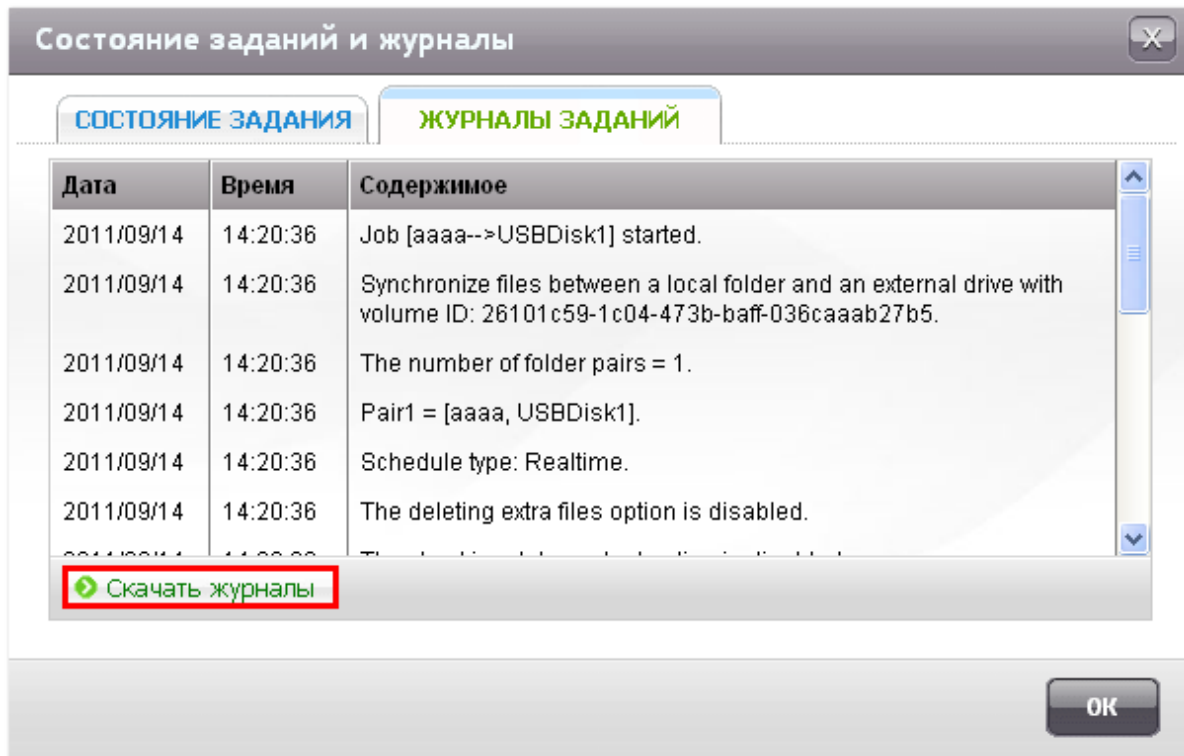 Состояние заданий и журналы
X
СОСТОЯНИЕ ЗАДАНИЯ ЖУРНАЛЫ ЗАДАНИЙ
Дата Время Содержимое
2011/09/14 14:20:36 Job [aaaa-->USBDisk1] started.
2011/09/14 14:20:36 Synchronize files between a local folder and an external drive with
volume ID: 26101c59-1c04-473b-baff-036caaab27b5.
2011/09/14 14:20:36 The number of folder pairs = 1.
2011/09/14 14:20:36 Pair1 = [aaaa, USBDisk1].
2011/09/14 14:20:36 Schedule type: Realtime.
2011/09/14 14:20:36 The deleting extra files option is disabled.
Скачать журналы
ОК